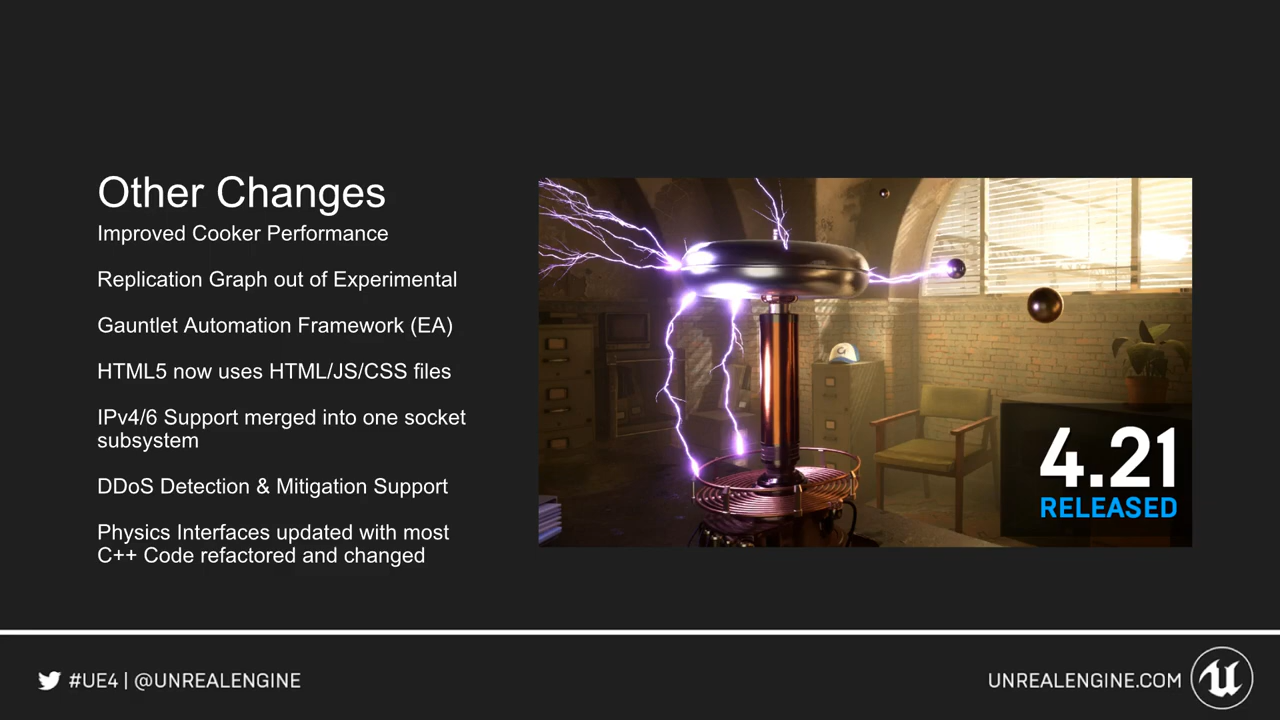 Other Changes
Improved Cooker Performance
Replication Graph out of Experimental
Gauntlet Automation Framework (EA)
HTML5 now uses HTML/JS/CSS files
IPv4/6 Support merged into one socket
subsystem
DDoS Detection & Mitigation Support
Physics Interfaces updated with most
C++ Code refactored and changed
4.21
RELEASED
#UE4 | @UNREALENGINE
UNREALENGINE.COM